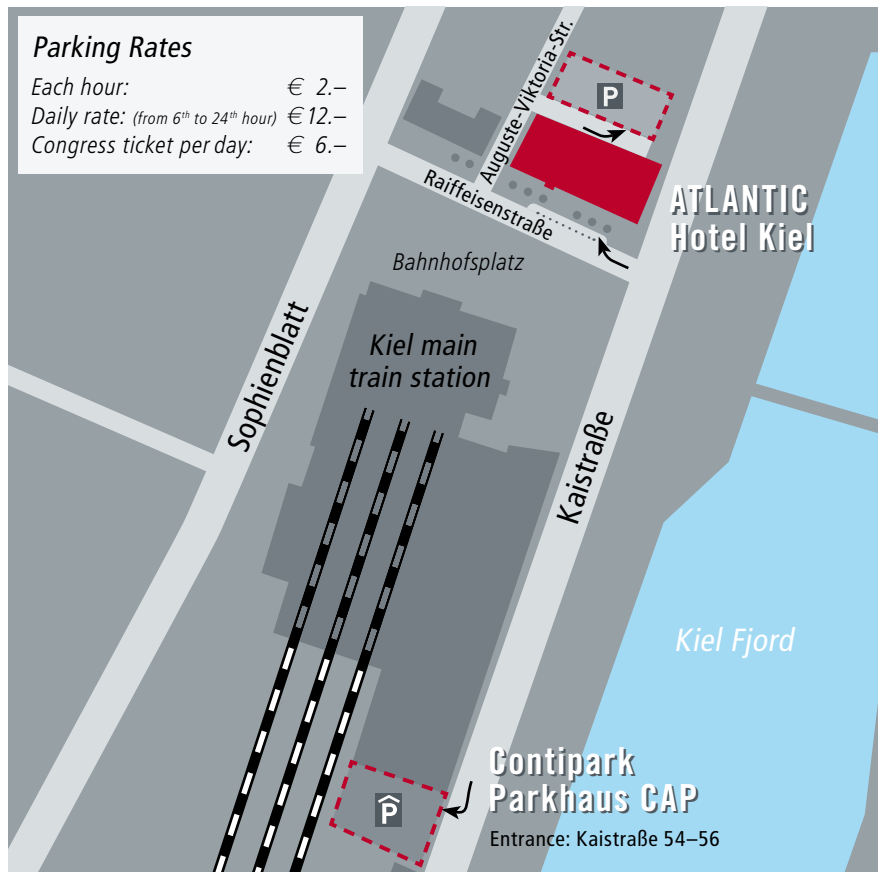 Parking Rates
Each hour: € 2.–
Daily rate: (from 6th to 24th hour) € 12.–
Congress ticket per day: € 6.–
Auguste-Viktoria-Str.
P
Raiffeisenstraße
ATLANTIC
Hotel Kiel
Bahnhofsplatz
Sophienblatt
Kiel main
train station
Kaistraße
Kiel Fjord
Contipark
Parkhaus CAP
P
Entrance: Kaistraße 54–56